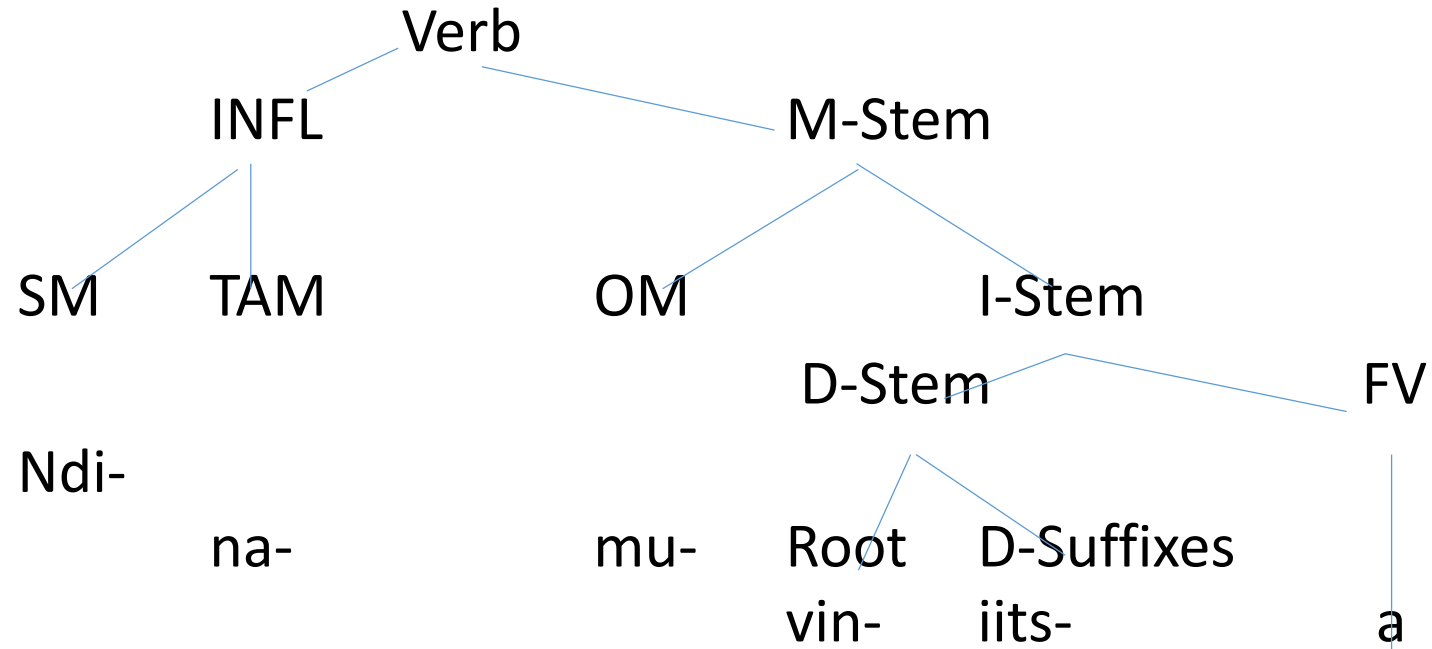 Verb
INFL M-Stem
SM TAM OM I-Stem
D-Stem FV
Ndi-
na- mu- Root D-Suffixes
vin- iits- a